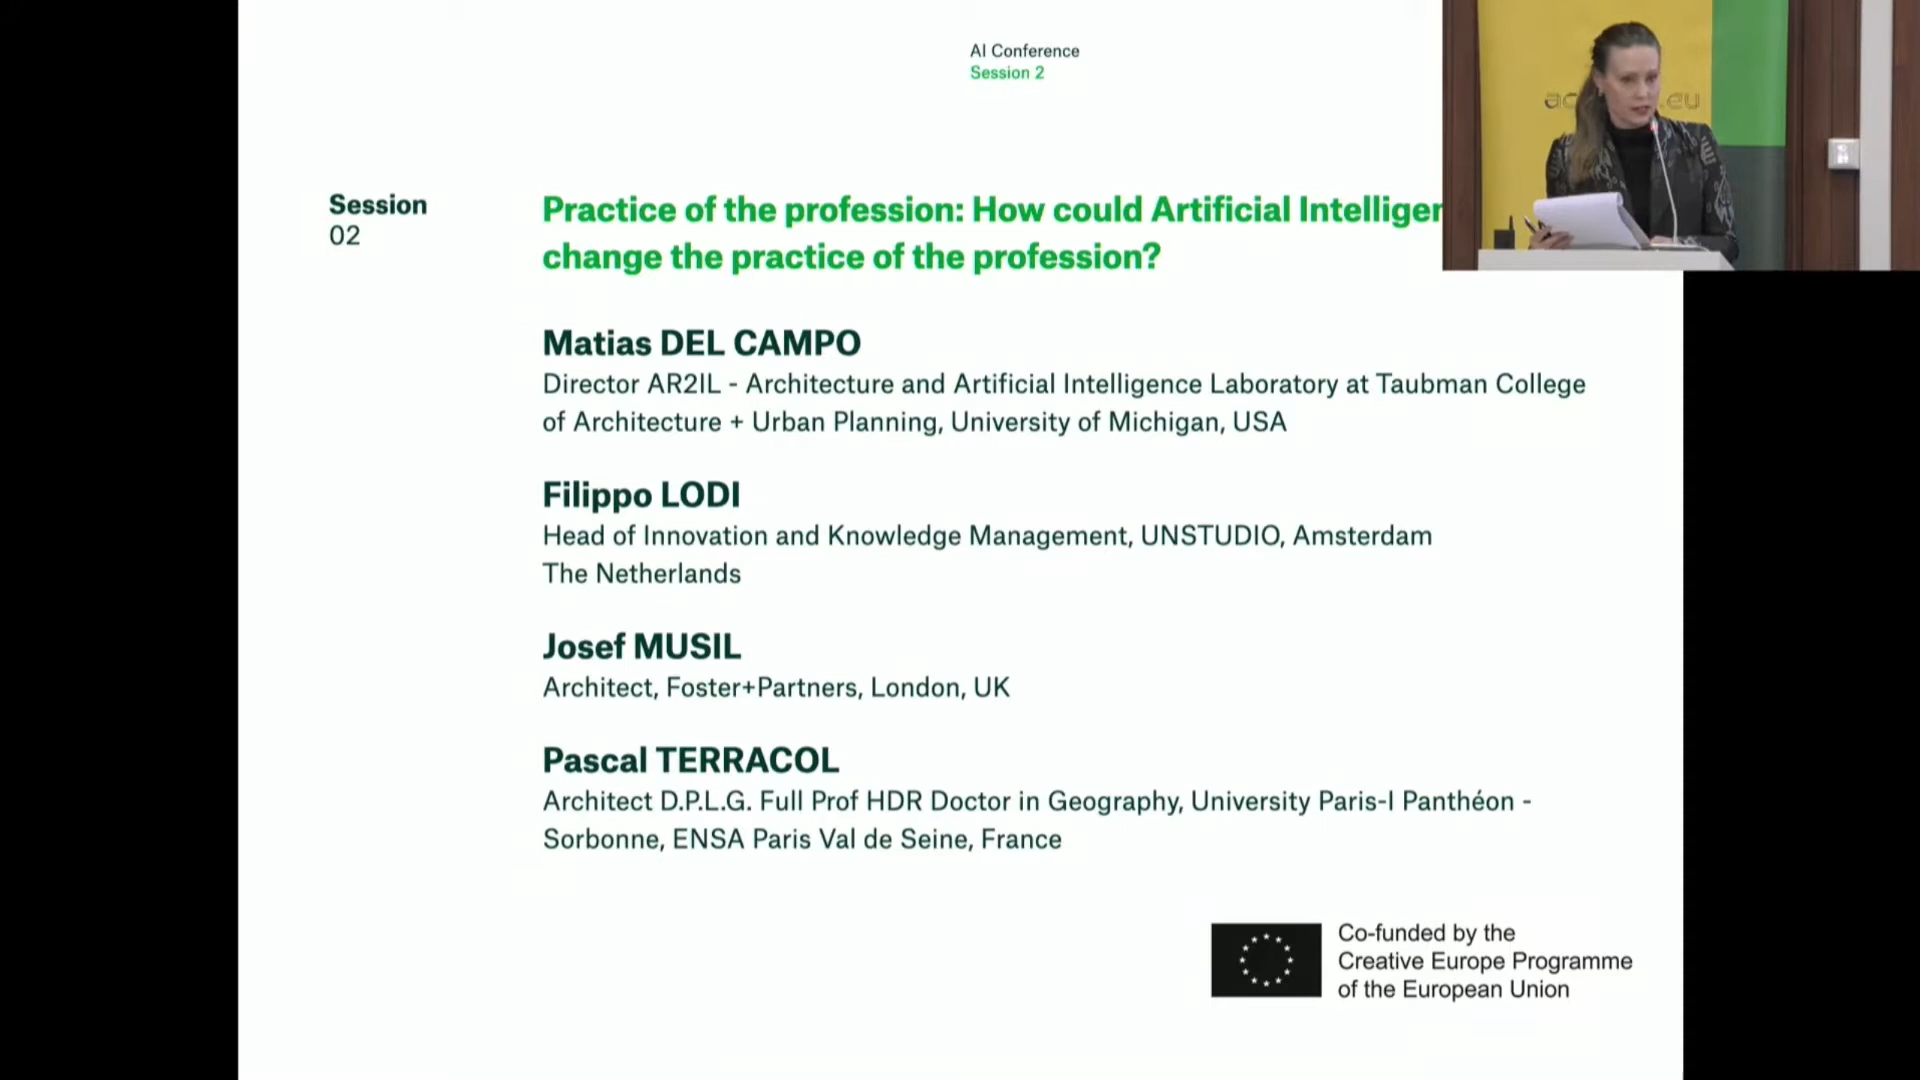 AI Conference
Session 2
Session
02
Practice of the profession: How could Artificial Intelligen
change the practice of the profession?
Matias DEL CAMPO
Director AR2IL - Architecture and Artificial Intelligence Laboratory at Taubman College
of Architecture + Urban Planning, University of Michigan, USA
Filippo LODI
Head of Innovation and Knowledge Management, UNSTUDIO, Amsterdam
The Netherlands
Josef MUSIL
Architect, Foster+Partners, London, UK
Pascal TERRACOL
Architect D.P.L.G. Full Prof HDR Doctor in Geography, University Paris-I Panthéon -
Sorbonne, ENSA Paris Val de Seine, France
Co-funded by the
Creative Europe Programme
of the European Union
.eu